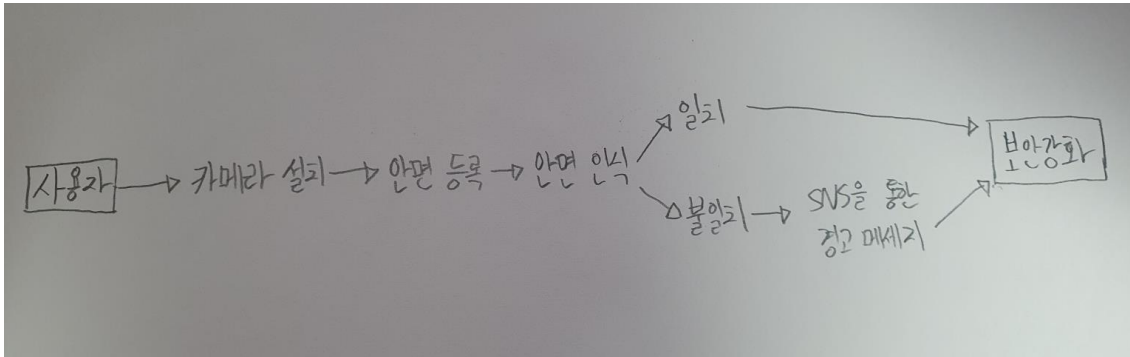 사용자
카메라 설치
안면 등록
안면 인식
일치
불일치
SNS을 통한
경고 메세지
보안강화